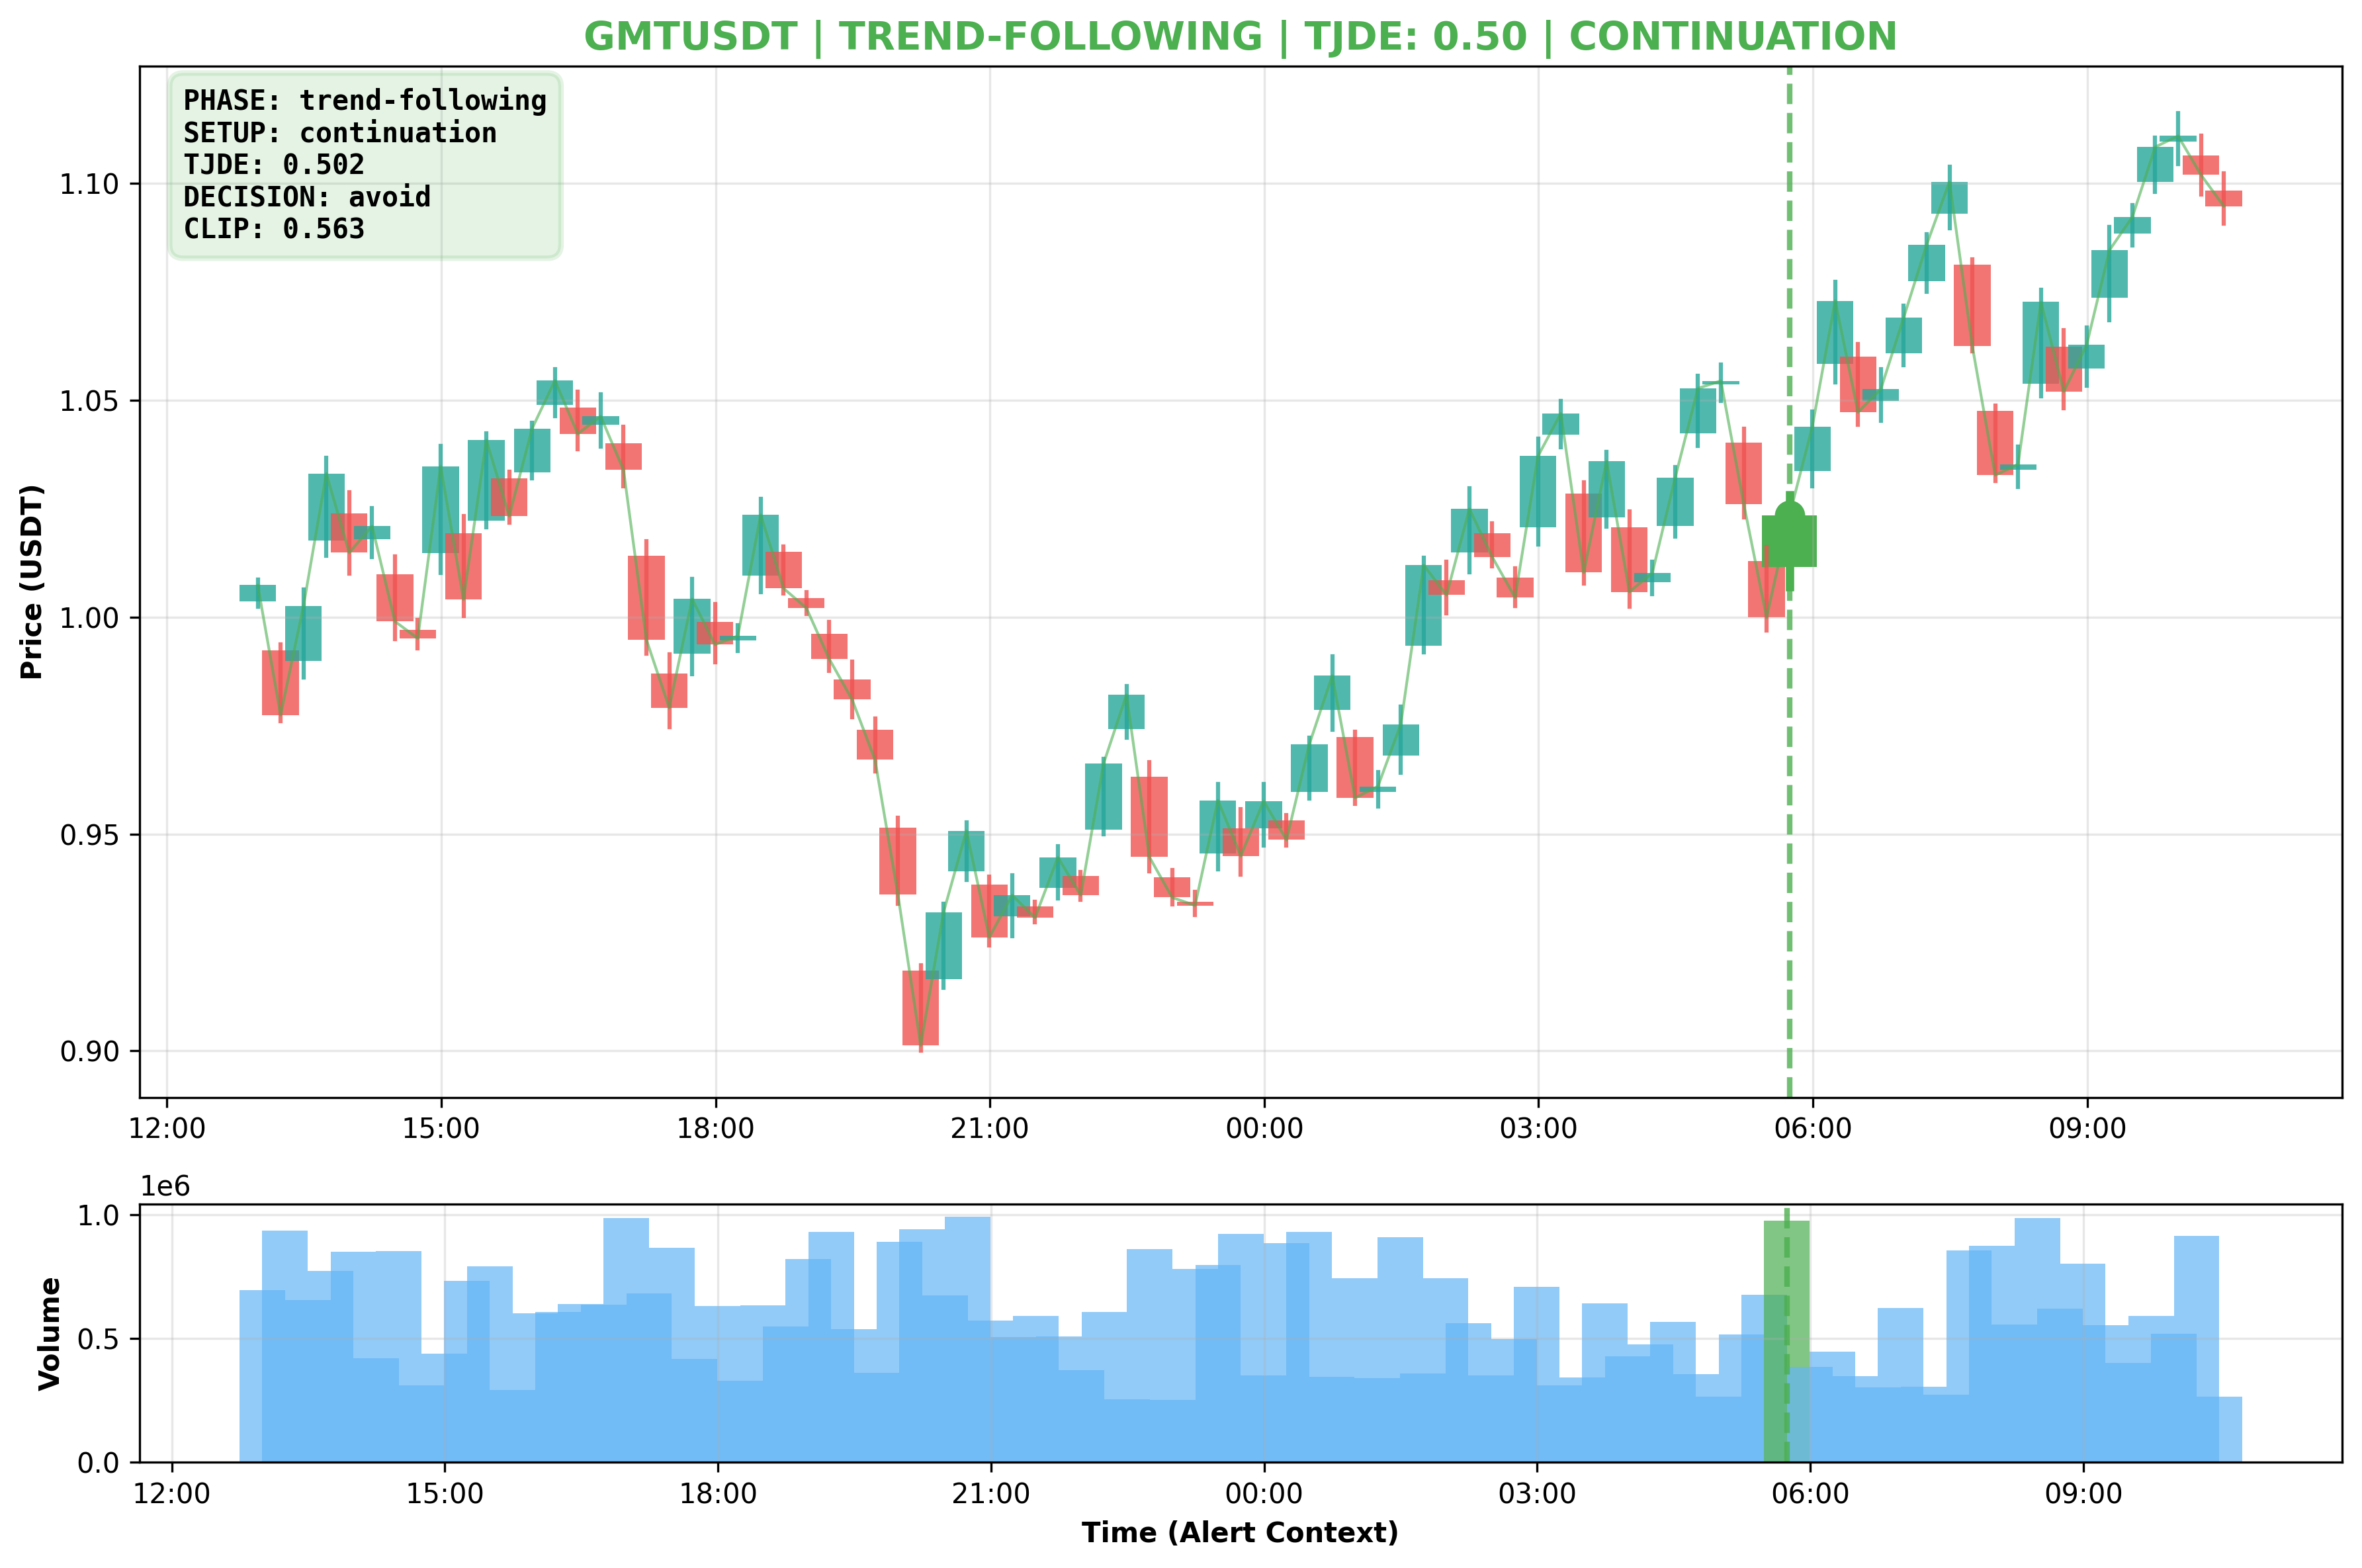 GMTUSDT | TREND-FOLLOWING | TJDE: 0.50 | CONTINUATION
PHASE: trend-following
SETUP: continuation
TJDE: 0.502
DECISION: avoid
CLIP: 0.563
Price (USDT)
1.10
1.05
1.00
0.95
0.90
12:00 15:00 18:00 21:00 00:00 03:00 06:00 09:00
1e6
Volume
1.0
0.5
0.0
12:00 15:00 18:00 21:00 00:00 03:00 06:00 09:00
Time (Alert Context)